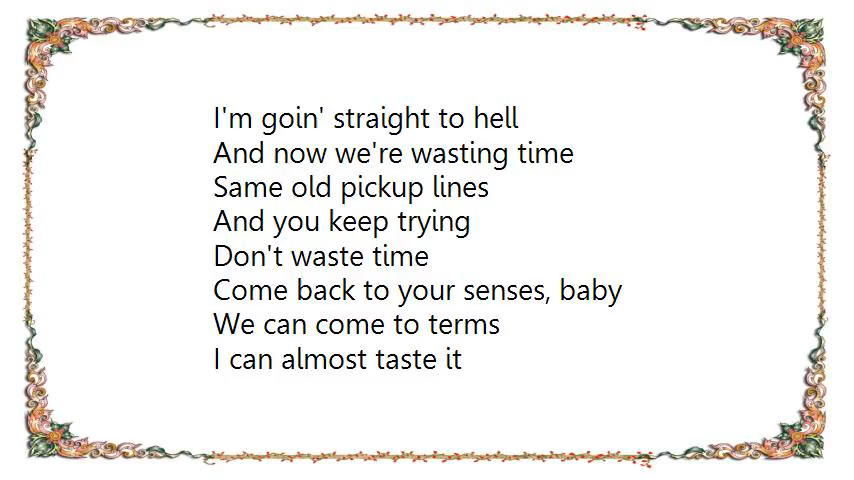 I'm goin' straight to hell
And now we're wasting time
Same old pickup lines
And you keep trying
Don't waste time
Come back to your senses, baby
We can come to terms
I can almost taste it